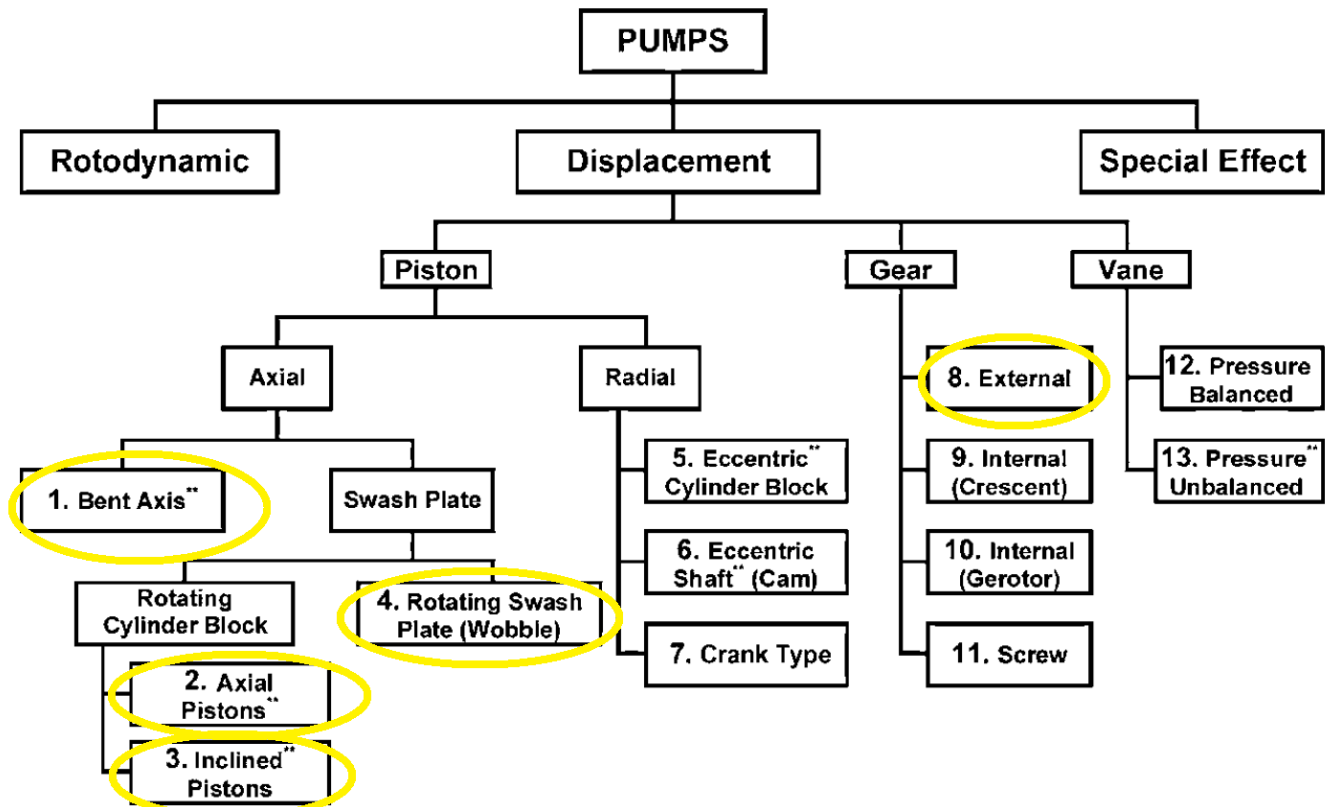 PUMPS
Rotodynamic
Displacement
Special Effect
Piston
Gear
Vane
Axial
Radial
8. External
12. Pressure
Balanced
1. Bent Axis**
Swash Plate
5. Eccentric**
Cylinder Block
9. Internal
(Crescent)
13. Pressure**
Unbalanced
Rotating
Cylinder Block
4. Rotating Swash
Plate (Wobble)
6. Eccentric
Shaft** (Cam)
10. Internal
(Gerotor)
7. Crank Type
11. Screw
2. Axial
Pistons**
3. Inclined**
Pistons